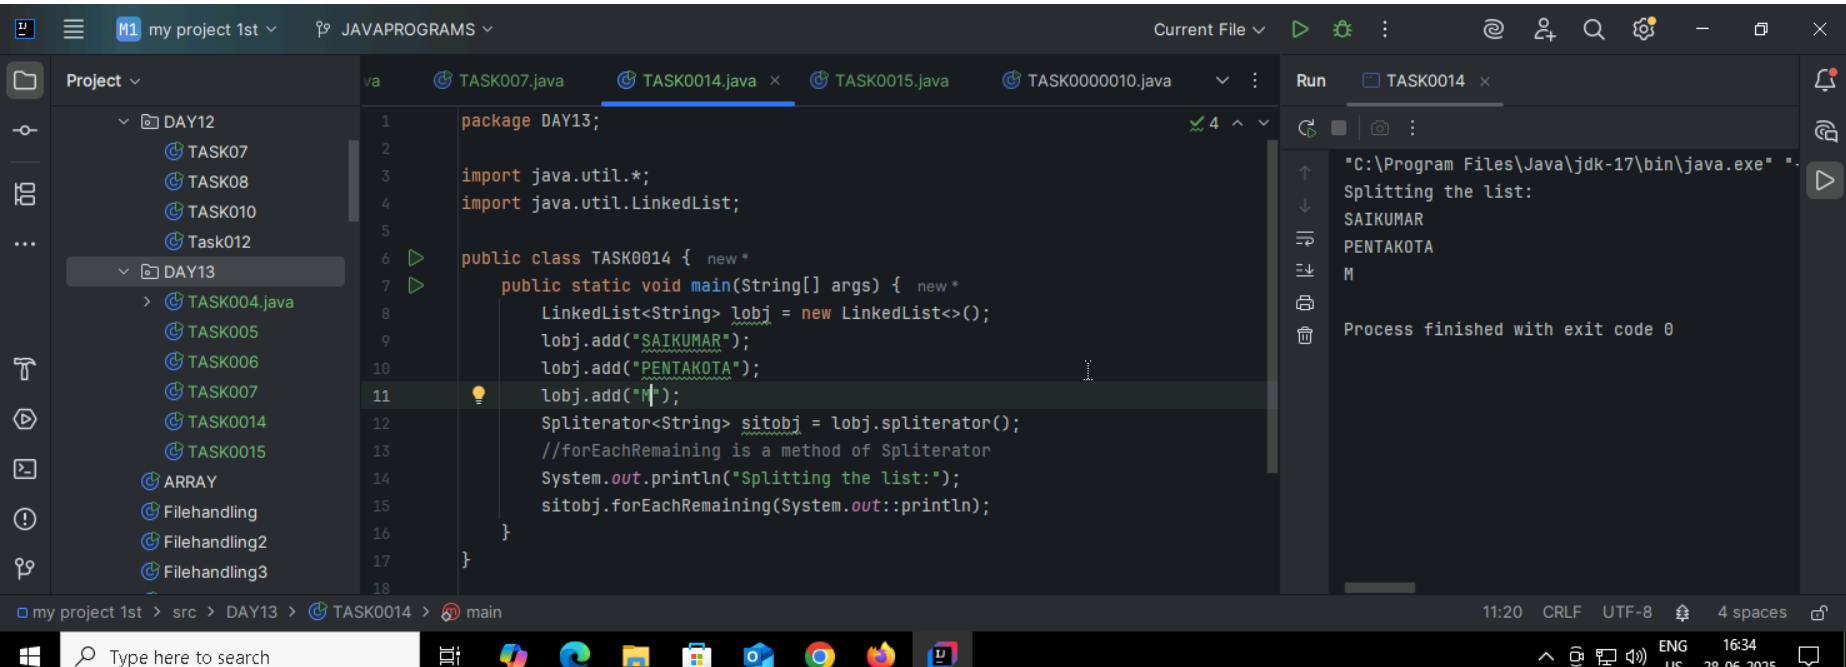 M1 my project 1st
JAVAPROGRAMS
Current File
Project
DAY12
TASK07
TASK08
TASK010
Task012
DAY13
TASK004.java
TASK005
TASK006
TASK007
TASK0014
TASK0015
ARRAY
Filehandling
Filehandling2
Filehandling3
va
TASK007.java
TASK0014.java
TASK0015.java
TASK0000010.java
4
1 package DAY13;
2
3 import java.util.*;
4 import java.util.LinkedList;
5
6 public class TASK0014 { new *
7 public static void main(String[] args) { new *
8 LinkedList<String> lobj = new LinkedList<>();
9 lobj.add("SAIKUMAR");
10 lobj.add("PENTAKOTA");
11 lobj.add("M");
12 Spliterator<String> sitobj = lobj.spliterator();
13 //forEachRemaining is a method of Spliterator
14 System.out.println("Splitting the list:");
15 sitobj.forEachRemaining(System.out::println);
16 }
17 }
18
Run
TASK0014
"C:\Program Files\Java\jdk-17\bin\java.exe" "-
Splitting the list:
SAIKUMAR
PENTAKOTA
M
Process finished with exit code 0
my project 1st > src > DAY13 > TASK0014 > main
11:20 CRLF UTF-8 4 spaces
Type here to search
ENG
US
16:34
28-06-2025